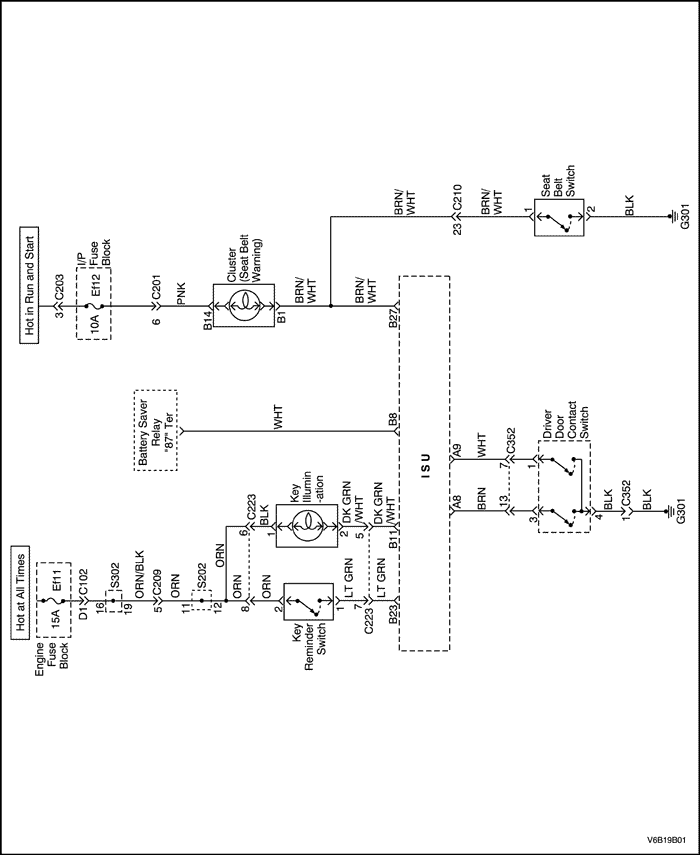 Hot at All Times
Engine
Fuse
Block
15A
Ef11
D1
C102
16
S302
19
ORN/BLK
5
C209
ORN
11
S202
12
ORN
ORN
8
6
C223
ORN
BLK
2
1
Key
Reminder
Switch
Key
Illumin
-ation
1
2
LT GRN
DK GRN
/WHT
7
5
C223
LT GRN
DK GRN
/WHT
B23
B11
Battery Saver
Relay
"87" Ter
WHT
B8
Hot in Run and Start
3
C203
I/P
Fuse
Block
10A
Ef12
6
C201
PNK
B14
Cluster
(Seat Belt
Warning)
B1
BRN/
WHT
BRN/
WHT
B27
BRN/
WHT
23
C210
BRN/
WHT
1
Seat
Belt
Switch
2
BLK
G301
ISU
A8
A9
BRN
WHT
13
7
C352
3
1
Driver
Door
Contact
Switch
4
BLK
1
C352
BLK
G301
V6B19B01